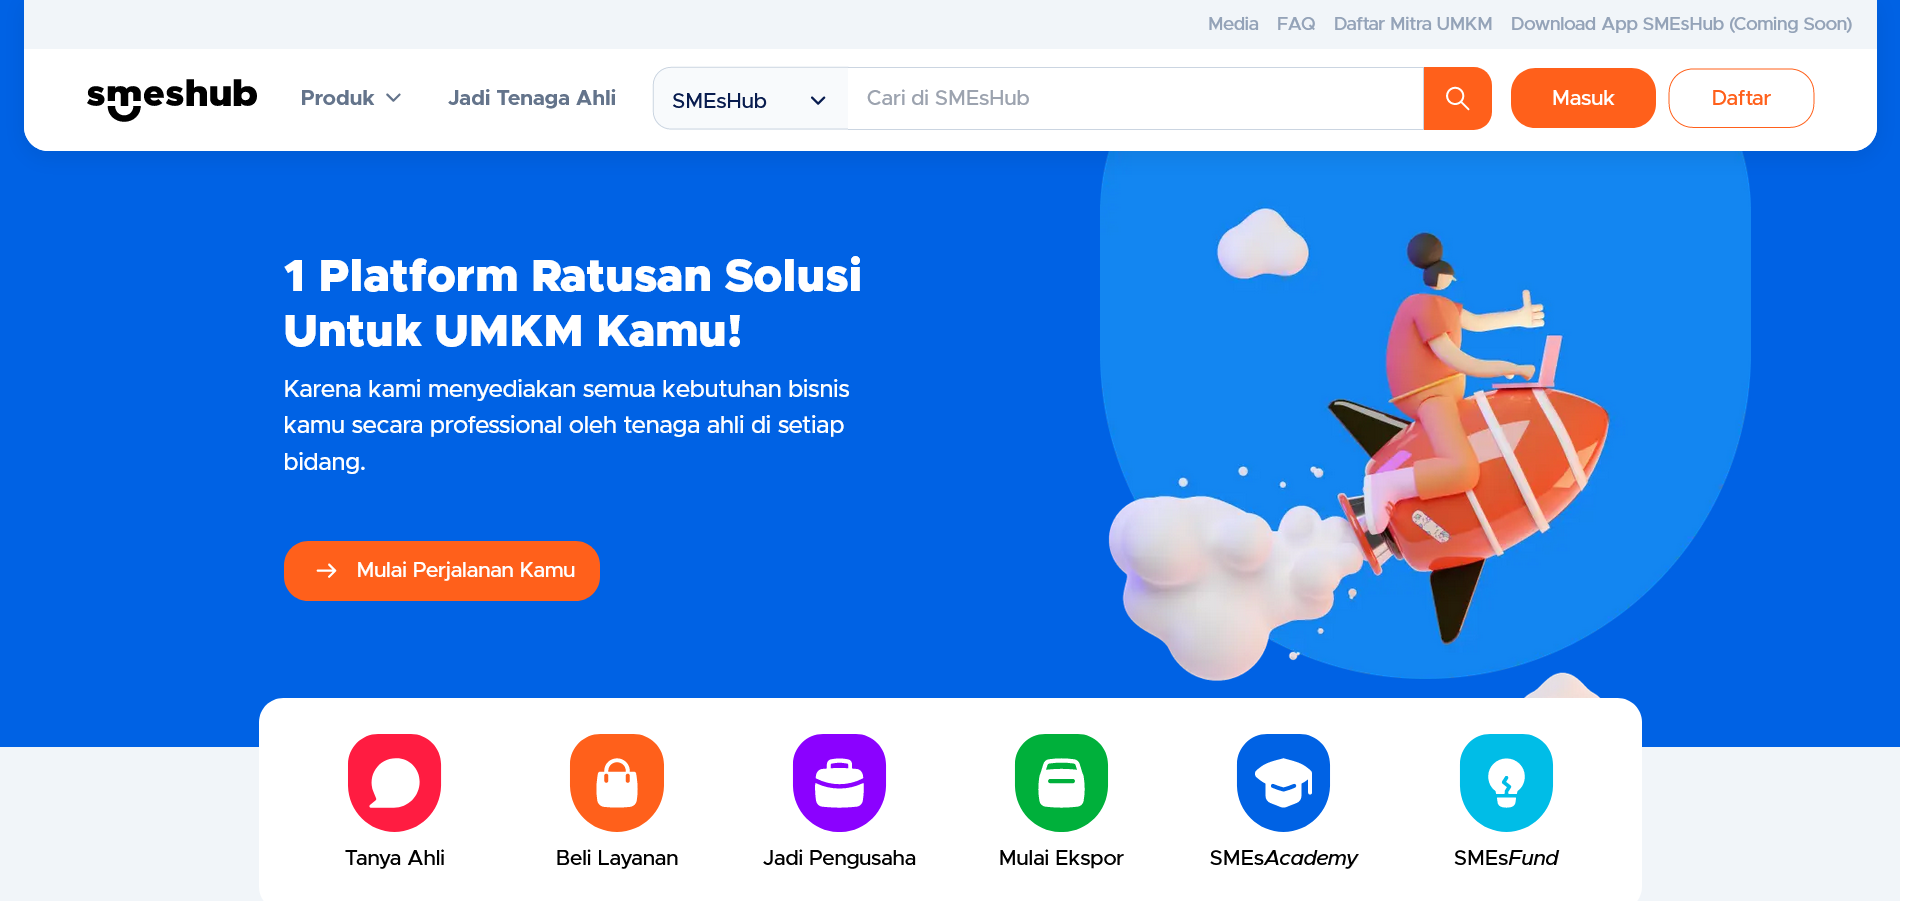 Media FAQ Daftar Mitra UMKM Download App SMEsHub (Coming Soon)
smeshub Produk Jadi Tenaga Ahli SMEsHub Cari di SMEsHub Masuk Daftar
1 Platform Ratusan Solusi
Untuk UMKM Kamu!
Karena kami menyediakan semua kebutuhan bisnis
kamu secara professional oleh tenaga ahli di setiap
bidang.
Mulai Perjalanan Kamu
Tanya Ahli Beli Layanan Jadi Pengusaha Mulai Ekspor SMEsAcademy SMEsFund